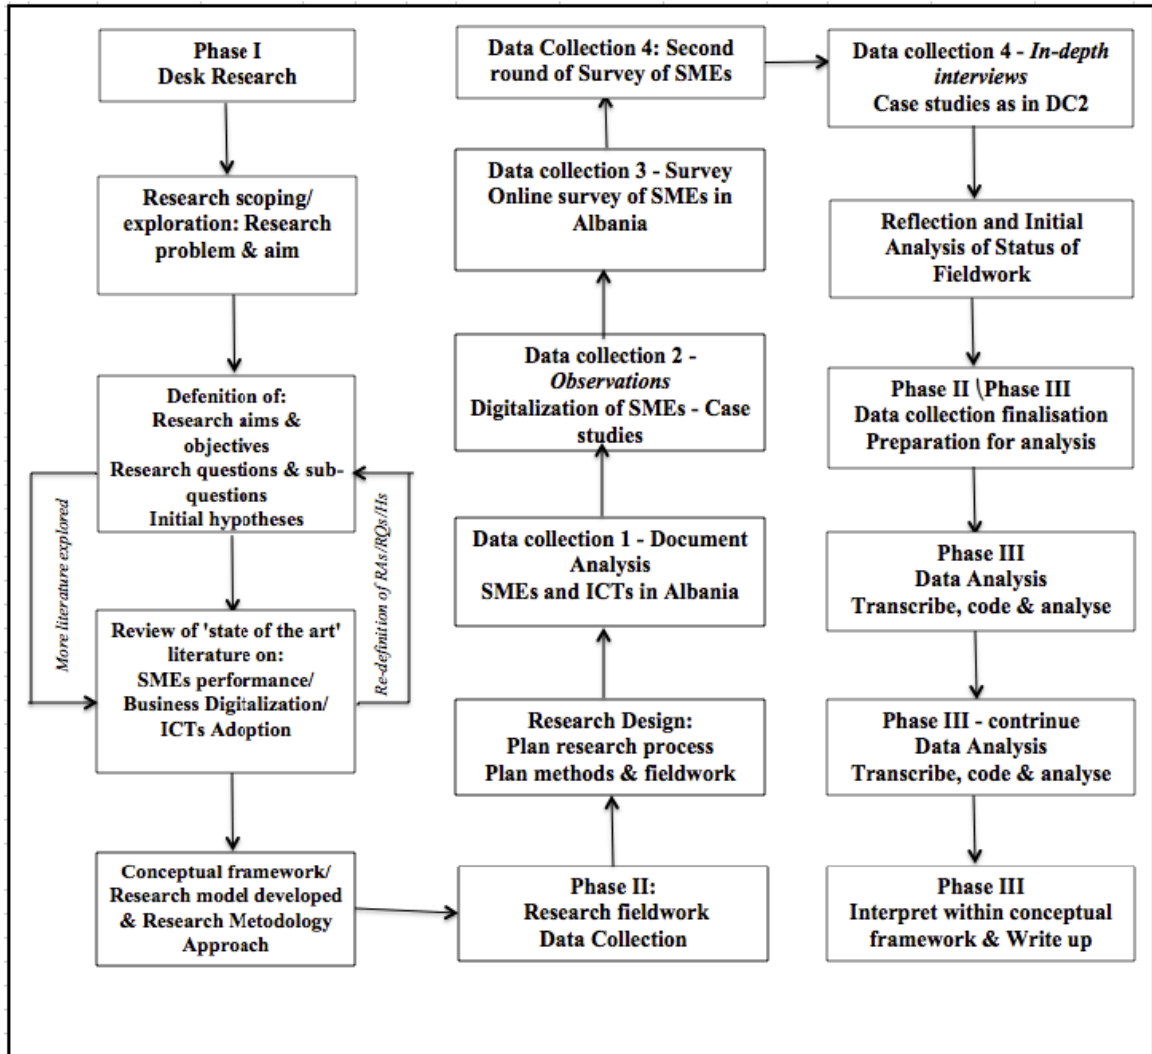 Phase I
Desk Research
Research scoping/
exploration: Research
problem & aim
Defenition of:
Research aims &
objectives
Research questions & sub-
questions
Initial hypotheses
More literature explored
Re-definition of RAs/RQs/Hs
Review of 'state of the art'
literature on:
SMEs performance/
Business Digitalization/
ICTs Adoption
Conceptual framework/
Research model developed
& Research Metodology
Approach
Phase II:
Research fieldwork
Data Collection
Research Design:
Plan research process
Plan methods & fieldwork
Data collection 1 - Document
Analysis
SMEs and ICTs in Albania
Data collection 2 -
Observations
Digitalization of SMEs - Case
studies
Data collection 3 - Survey
Online survey of SMEs in
Albania
Data Collection 4: Second
round of Survey of SMEs
Data collection 4 - In-depth
interviews
Case studies as in DC2
Reflection and Initial
Analysis of Status of
Fieldwork
Phase II \Phase III
Data collection finalisation
Preparation for analysis
Phase III
Data Analysis
Transcribe, code & analyse
Phase III - contrinue
Data Analysis
Transcribe, code & analyse
Phase III
Interpret within conceptual
framework & Write up